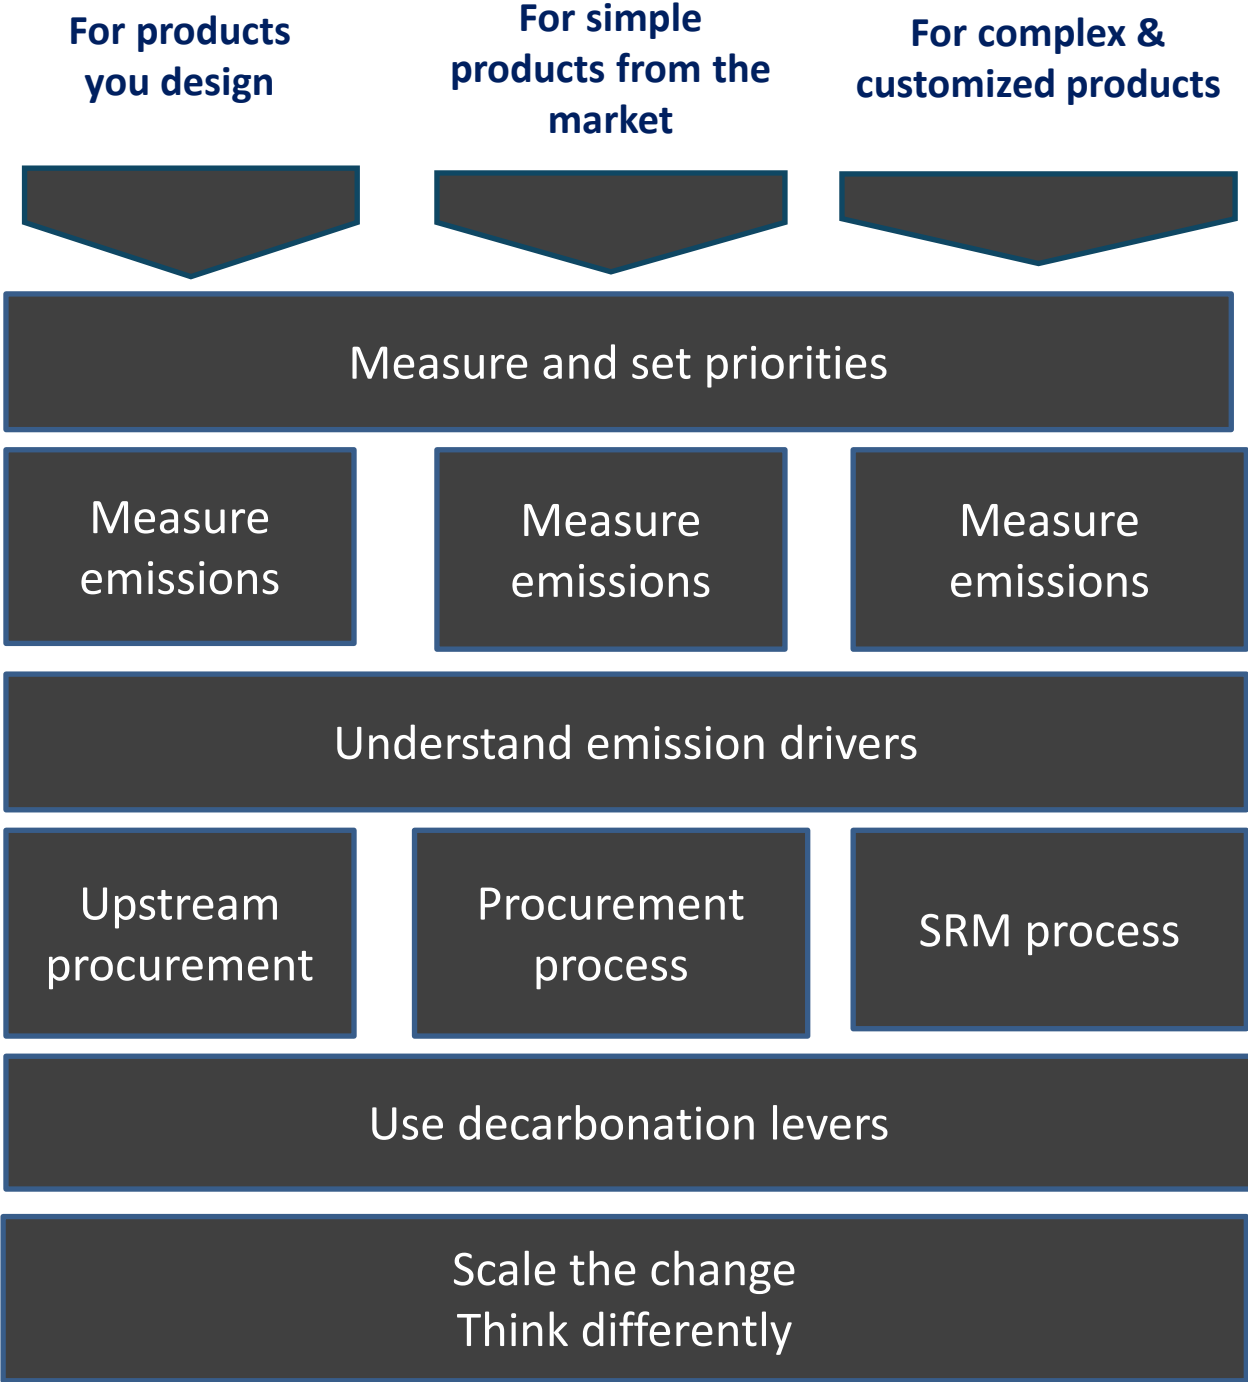 For products
you design
For simple
products from the
market
For complex &
customized products
Measure and set priorities
Measure
emissions
Measure
emissions
Measure
emissions
Understand emission drivers
Upstream
procurement
Procurement
process
SRM process
Use decarbonation levers
Scale the change
Think differently